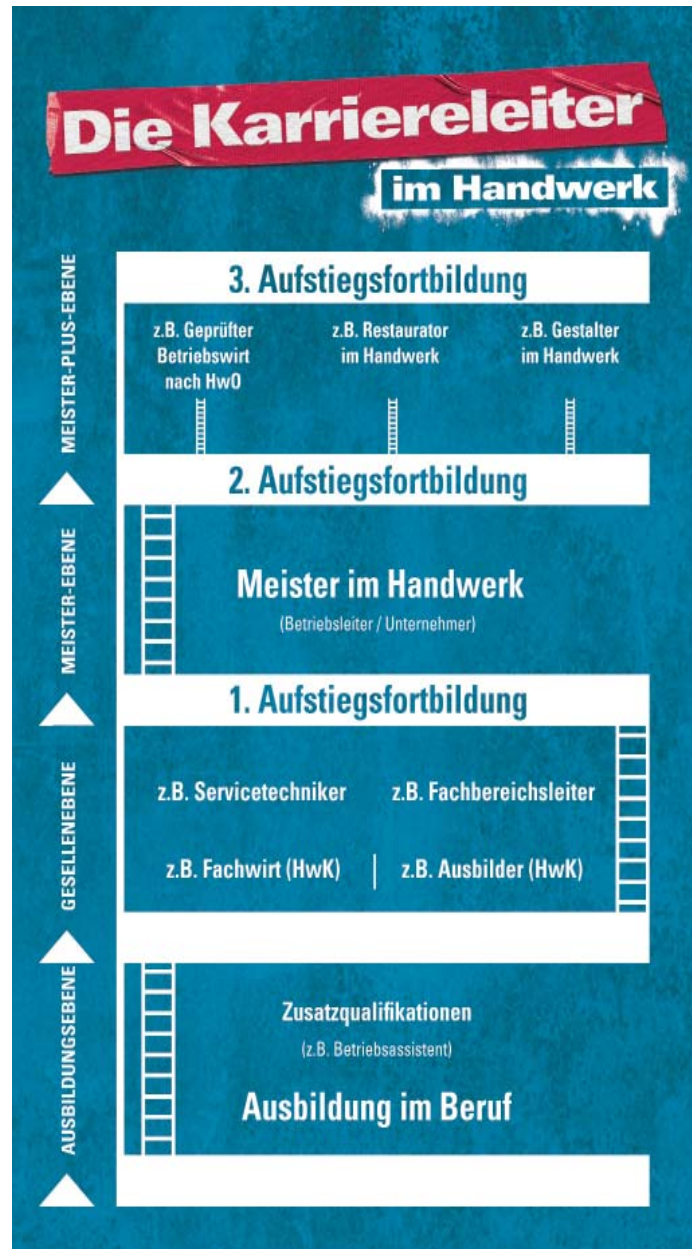 Die Karriereleiter
im Handwerk
MEISTER-PLUS-EBENE
3. Aufstiegsfortbildung
z.B. Geprüfter
Betriebswirt
nach HwO
z.B. Restaurator
im Handwerk
z.B. Gestalter
im Handwerk
MEISTER-EBENE
2. Aufstiegsfortbildung
Meister im Handwerk
(Betriebsleiter / Unternehmer)
GESELLENEBENE
1. Aufstiegsfortbildung
z.B. Servicetechniker
z.B. Fachbereichsleiter
z.B. Fachwirt (HwK)
z.B. Ausbilder (HwK)
AUSBILDUNGSEBENE
Zusatzqualifikationen
(z.B. Betriebsassistent)
Ausbildung im Beruf